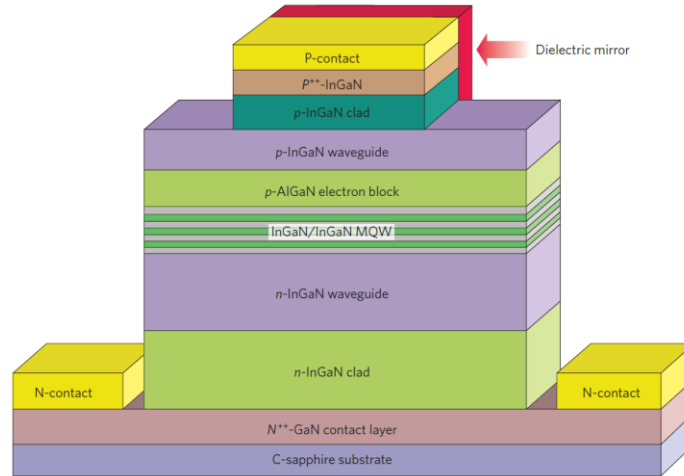 P-contact
Dielectric mirror
P++-InGaN
p-InGaN clad
p-InGaN waveguide
p-AlGaN electron block
InGaN/InGaN MQW
n-InGaN waveguide
n-InGaN clad
N-contact
N-contact
N++-GaN contact layer
C-sapphire substrate